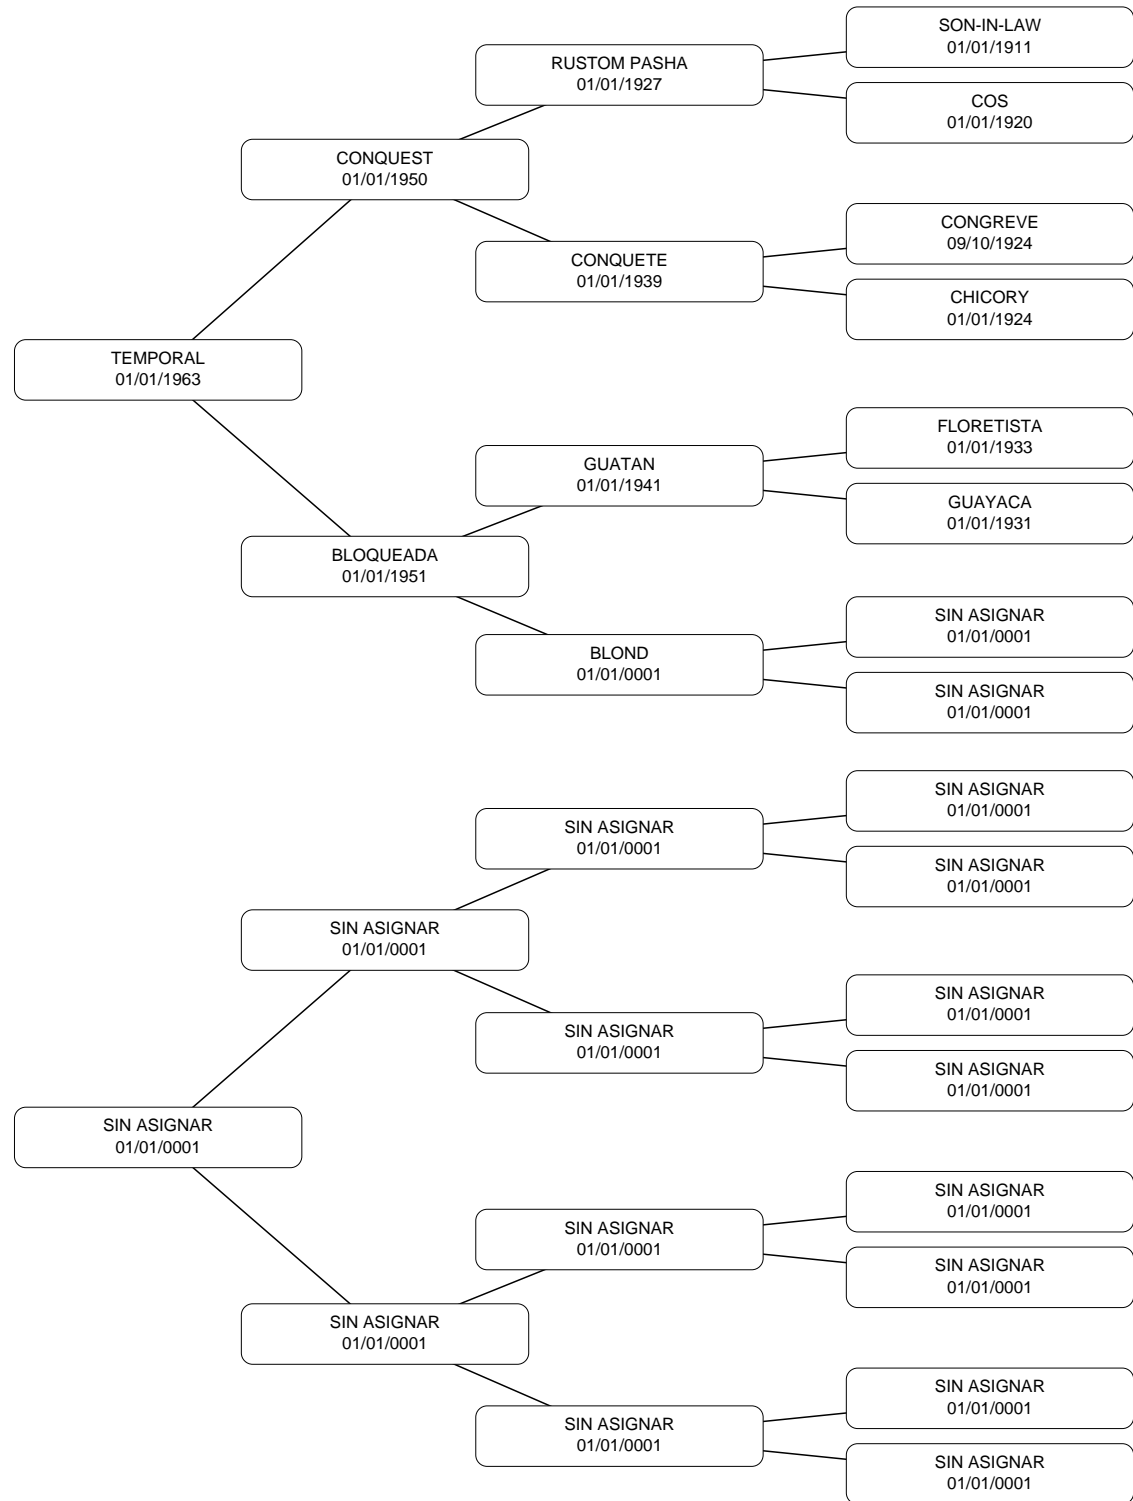 SON-IN-LAW
01/01/1911
RUSTOM PASHA
01/01/1927
COS
01/01/1920
CONQUEST
01/01/1950
CONGREVE
09/10/1924
CONQUETE
01/01/1939
CHICORY
01/01/1924
TEMPORAL
01/01/1963
FLORETISTA
01/01/1933
GUATAN
01/01/1941
GUAYACA
01/01/1931
BLOQUEADA
01/01/1951
SIN ASIGNAR
01/01/0001
BLOND
01/01/0001
SIN ASIGNAR
01/01/0001
SIN ASIGNAR
01/01/0001
SIN ASIGNAR
01/01/0001
SIN ASIGNAR
01/01/0001
SIN ASIGNAR
01/01/0001
SIN ASIGNAR
01/01/0001
SIN ASIGNAR
01/01/0001
SIN ASIGNAR
01/01/0001
SIN ASIGNAR
01/01/0001
SIN ASIGNAR
01/01/0001
SIN ASIGNAR
01/01/0001
SIN ASIGNAR
01/01/0001
SIN ASIGNAR
01/01/0001
SIN ASIGNAR
01/01/0001
SIN ASIGNAR
01/01/0001
SIN ASIGNAR
01/01/0001